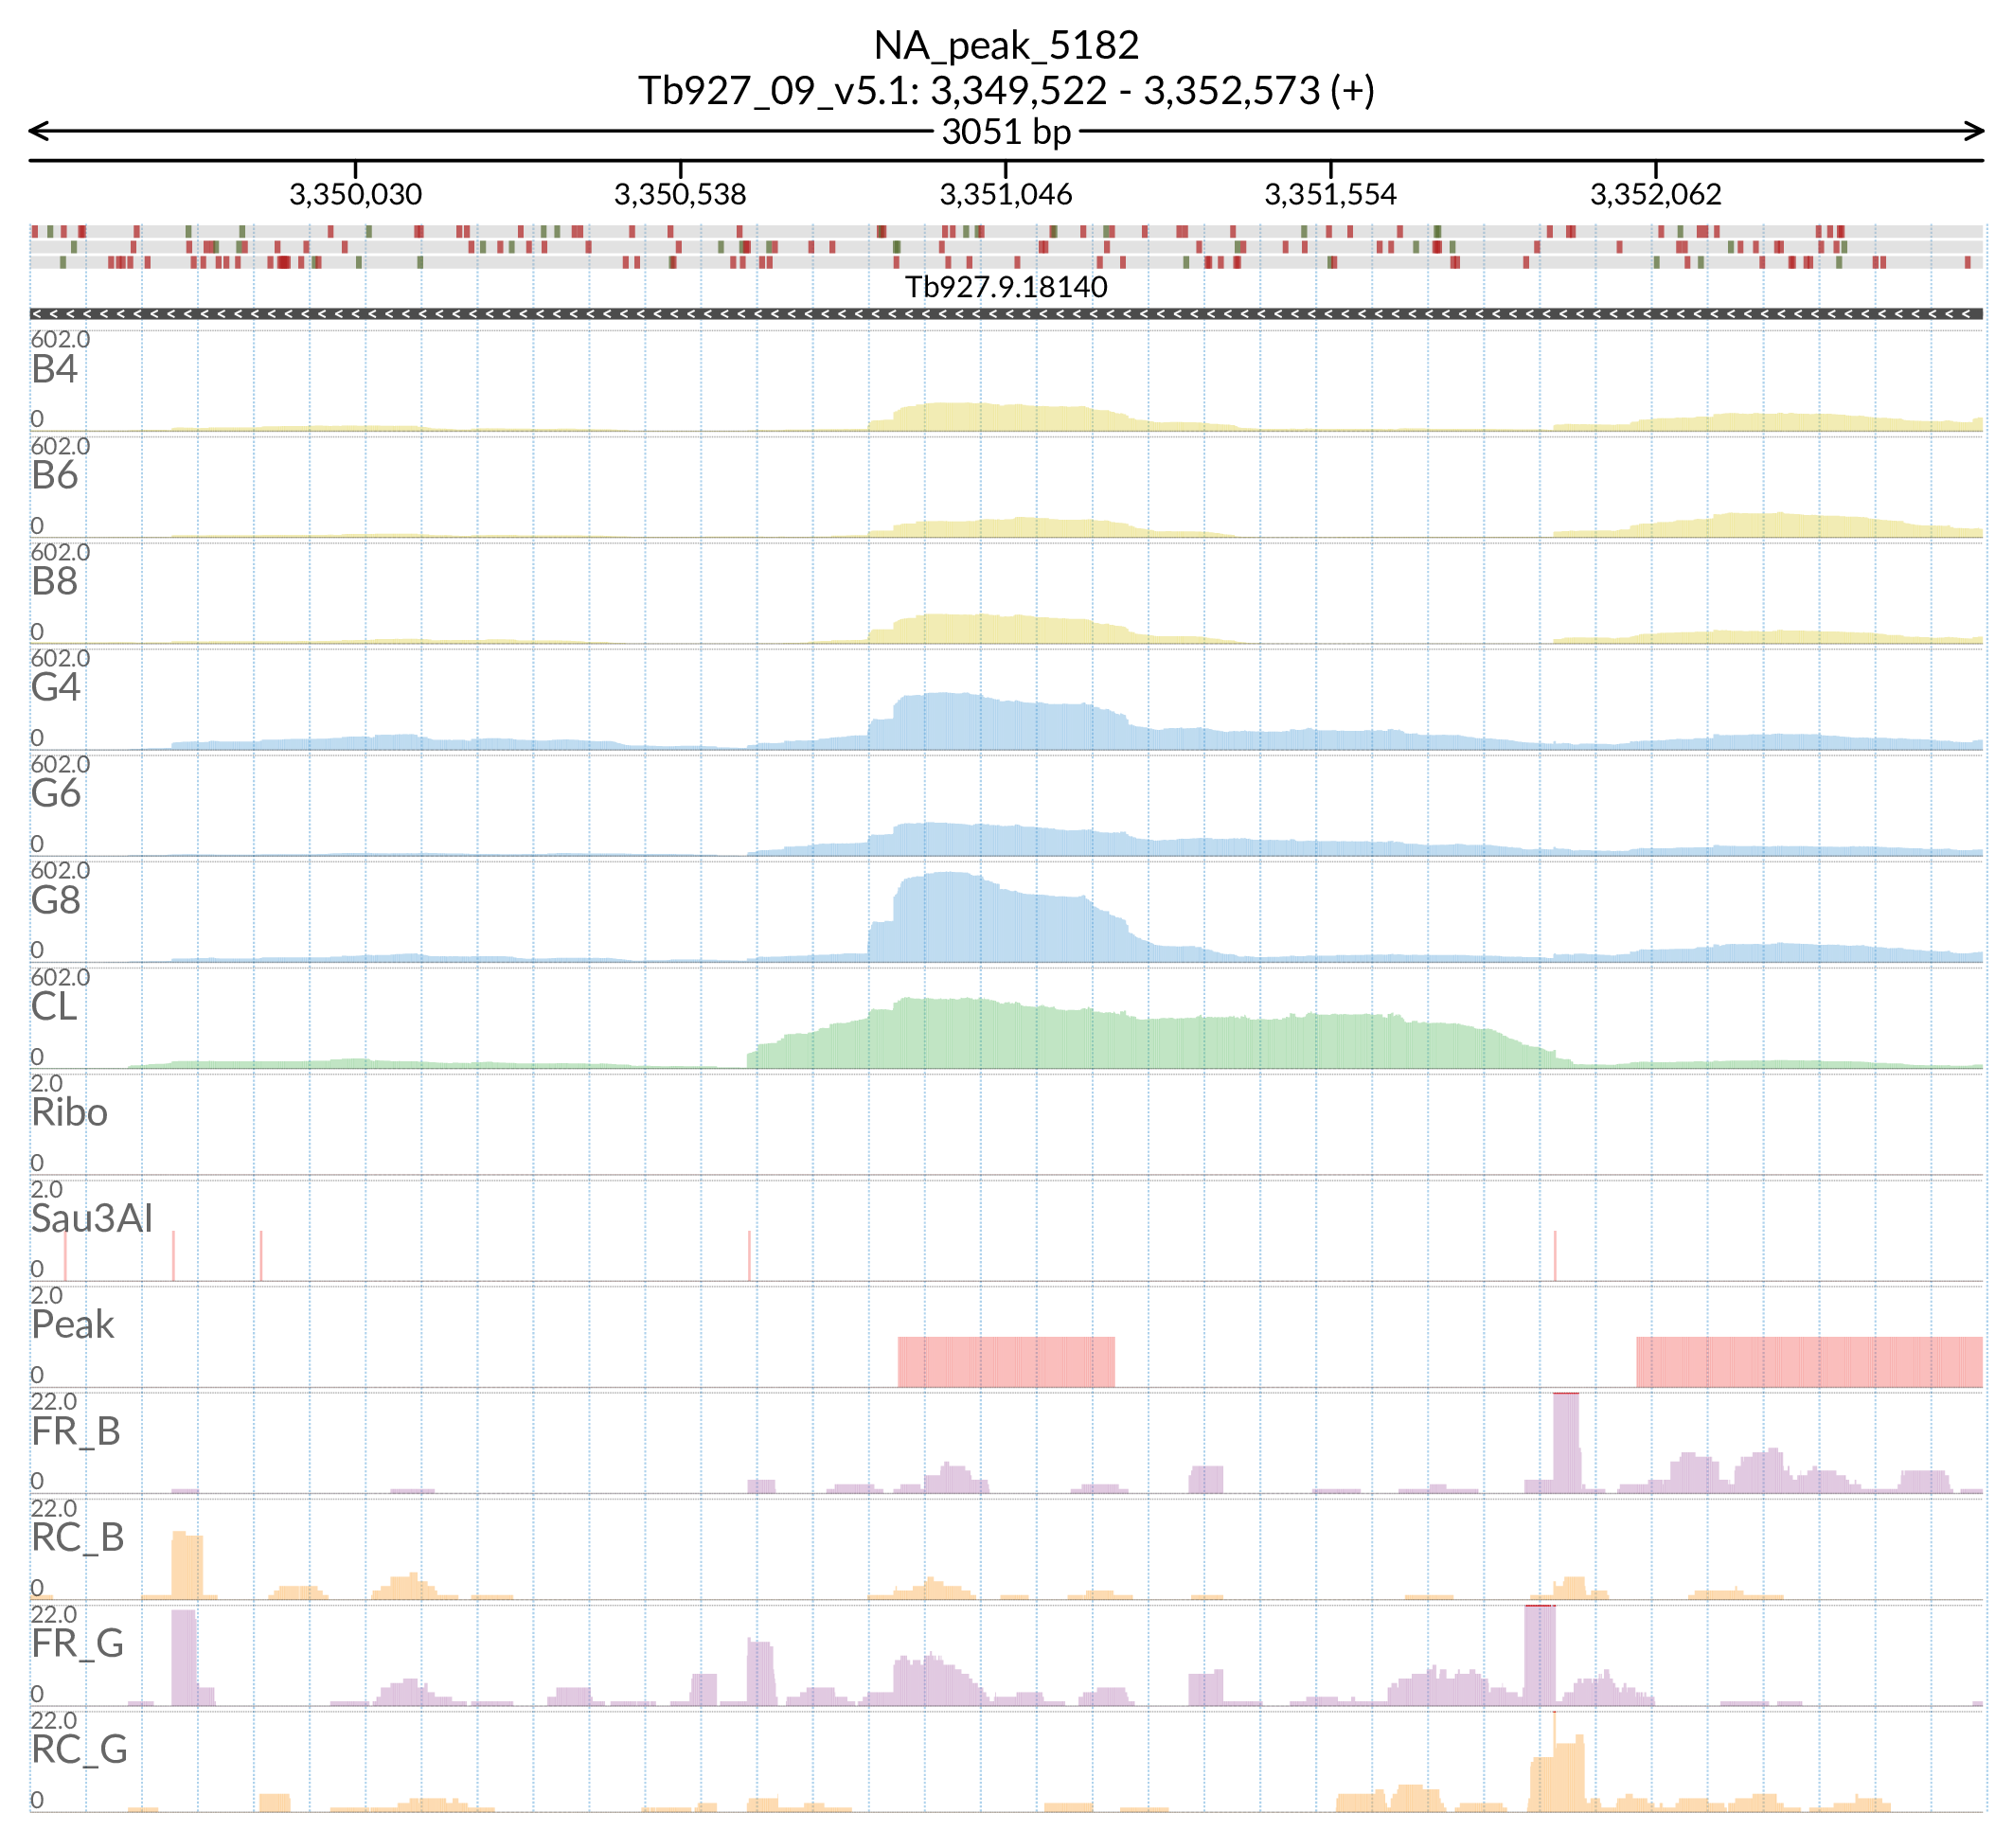 NA_peak_5182
Tb927_09_v5.1: 3,349,522 - 3,352,573 (+)
3051 bp
3,350,030 3,350,538 3,351,046 3,351,554 3,352,062
Tb927.9.18140
602.0
B4
0
602.0
B6
0
602.0
B8
0
602.0
G4
0
602.0
G6
0
602.0
G8
0
602.0
CL
0
2.0
Ribo
0
2.0
Sau3AI
0
2.0
Peak
0
22.0
FR_B
0
22.0
RC_B
0
22.0
FR_G
0
22.0
RC_G
0